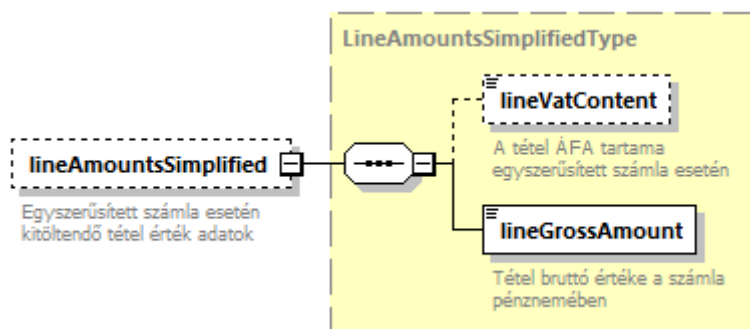 LineAmountsSimplifiedType
lineVatContent
A tétel ÁFA tartama
egyszerűsített számla esetén
lineAmountsSimplified
Egyszerűsített számla esetén
kitöltendő tétel érték adatok
lineGrossAmount
Tétel bruttó értéke a számla
pénznemében